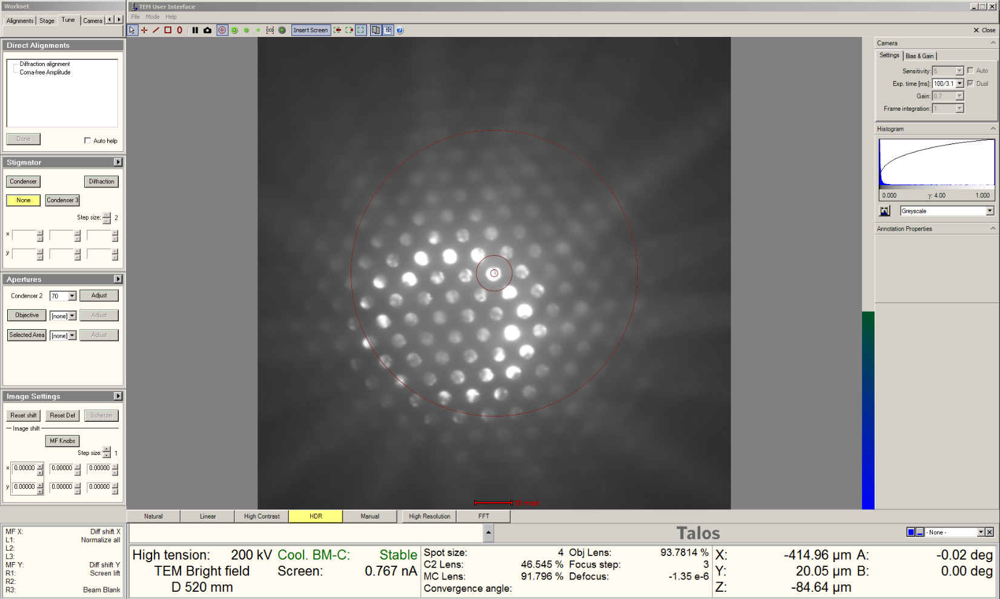 Workset
Alignments Stage Tune Camera
Direct Alignments
Diffraction alignment
Coma-free Amplitude
Done
Auto help
Stigmator
Condenser Diffraction
None Condenser 3
Step size: 2
x
y
Apertures
Condenser 2 70 Adjust
Objective [none] Adjust
Selected Area [none] Adjust
Image Settings
Reset shift Reset Def Scherzer
Image shift
MF Knobs
Step size: 1
x 0.00000 0.00000 0.00000
y 0.00000 0.00000 0.00000
MF X: Diff shift X
L1: Normalize all
L2:
L3:
MF Y: Diff shift Y
R1: Screen lift
R2:
R3: Beam Blank
TEM User Interface
File Mode Help
Insert Screen
Close
Camera
Settings Bias & Gain
Sensitivity: 5 Auto
Exp. time [ms]: 100/3.1 Dual
Gain: 0.7
Frame integration: 1
Histogram
0.000 γ: 4.00 1.000
Greyscale
Annotation Properties
Natural Linear High Contrast HDR Manual High Resolution FFT
Talos
- None -
High tension: 200 kV
TEM Bright field
D 520 mm
Cool. BM-C: Stable
Screen: 0.767 nA
Spot size: 4
C2 Lens: 46.545 %
MC Lens: 91.796 %
Convergence angle:
Obj Lens: 93.7814 %
Focus step: 3
Defocus: -1.35 e-6
X: -414.96 µm A: -0.02 deg
Y: 20.05 µm B: 0.00 deg
Z: -84.64 µm